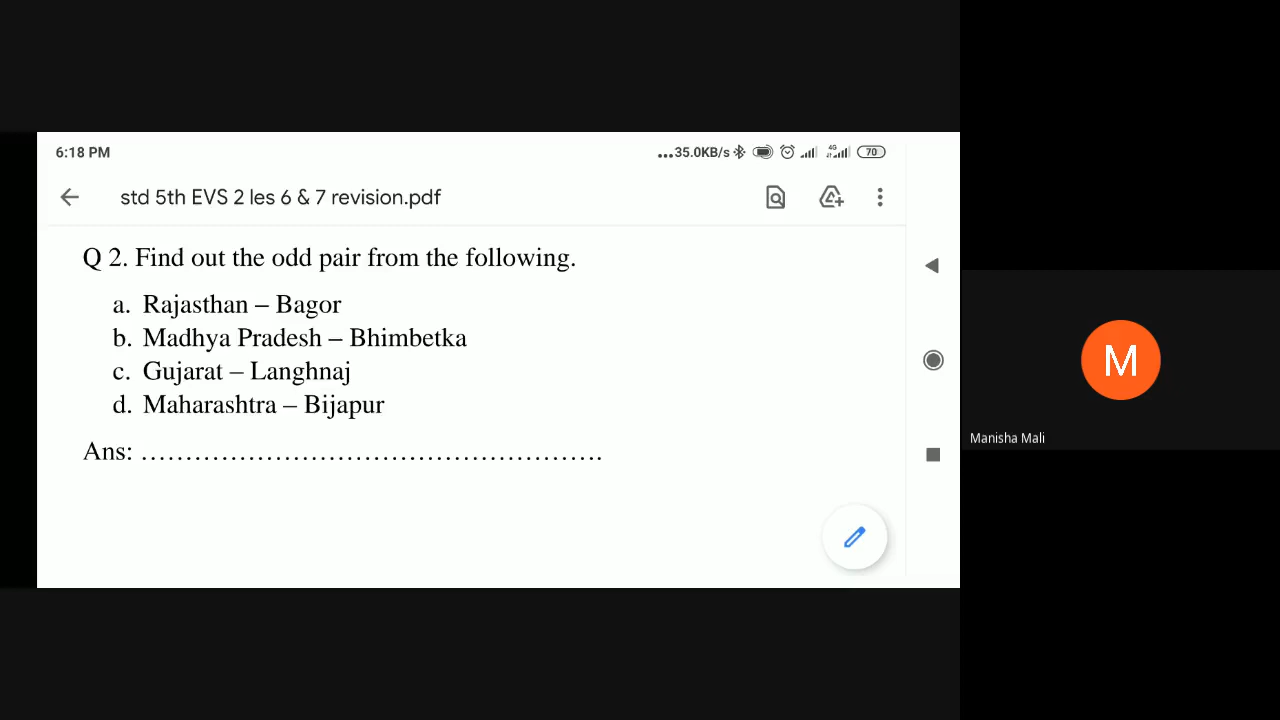 6:18 PM
...35.0KB/s 4G 70
std 5th EVS 2 les 6 & 7 revision.pdf
Q 2. Find out the odd pair from the following.
a. Rajasthan – Bagor
b. Madhya Pradesh – Bhimbetka
c. Gujarat – Langhnaj
d. Maharashtra – Bijapur
Ans: ……………………………………………….
M
Manisha Mali